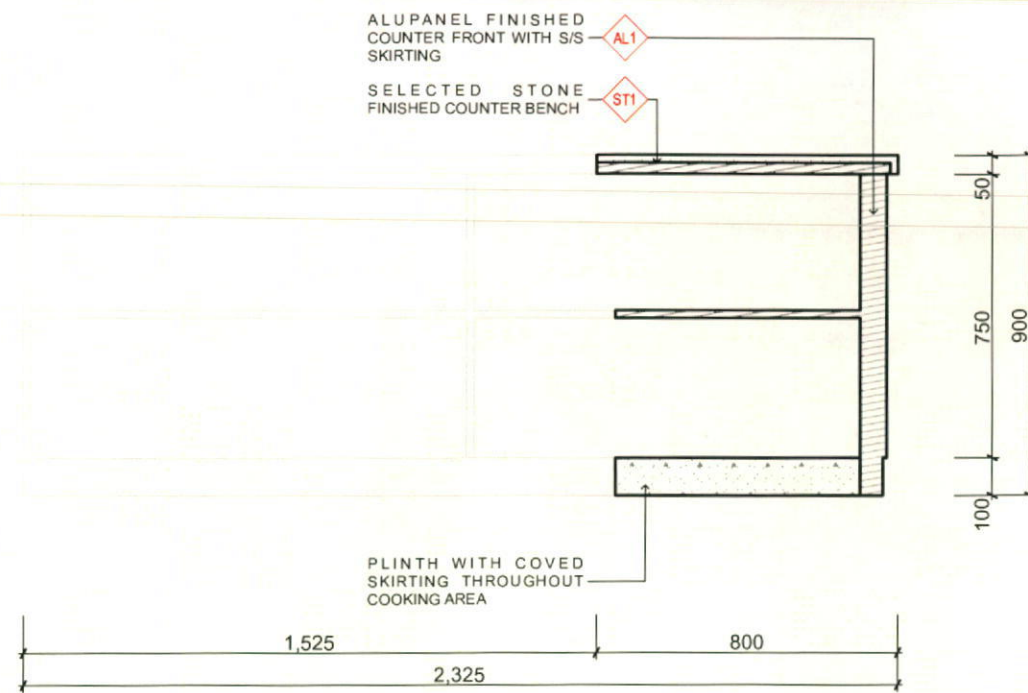 ALUPANEL FINISHED
COUNTER FRONT WITH S/S
SKIRTING
AL1
SELECTED STONE
FINISHED COUNTER BENCH
ST1
50
750
900
100
PLINTH WITH COVED
SKIRTING THROUGHOUT
COOKING AREA
1,525
800
2,325